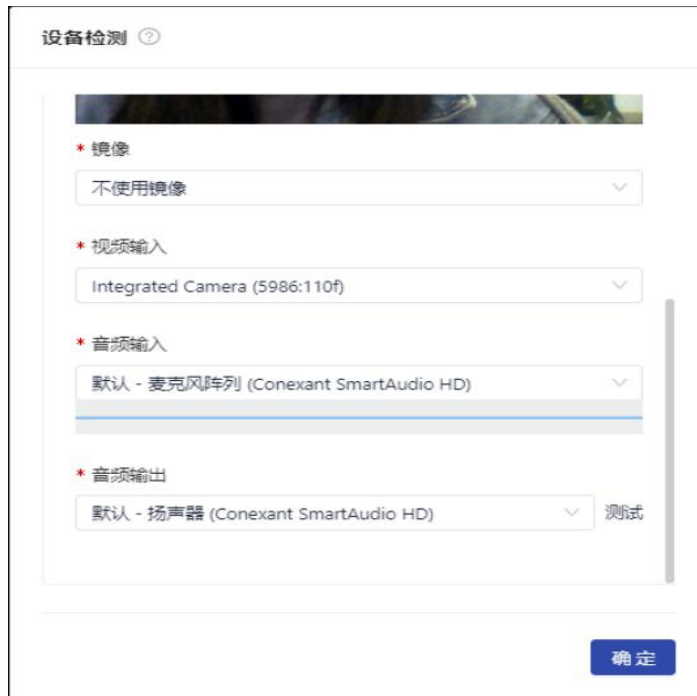 设备检测
* 镜像
不使用镜像
* 视频输入
Integrated Camera (5986:110f)
* 音频输入
默认 - 麦克风阵列 (Conexant SmartAudio HD)
* 音频输出
默认 - 扬声器 (Conexant SmartAudio HD)
测试
确定